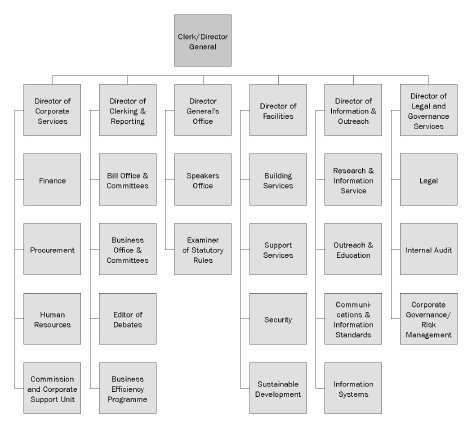 Clerk/Director
General
Director of
Corporate
Services
Director of
Clerking &
Reporting
Director
General's
Office
Director of
Facilities
Director of
Information &
Outreach
Director of
Legal and
Governance
Services
Finance
Bill Office &
Committees
Speakers
Office
Building
Services
Research &
Information
Service
Legal
Procurement
Business
Office &
Committees
Examiner
of Statutory
Rules
Support
Services
Outreach &
Education
Internal Audit
Human
Resources
Editor of
Debates
Security
Communi-
cations &
Information
Standards
Corporate
Governance/
Risk
Management
Commission
and Corporate
Support Unit
Business
Efficiency
Programme
Sustainable
Development
Information
Systems